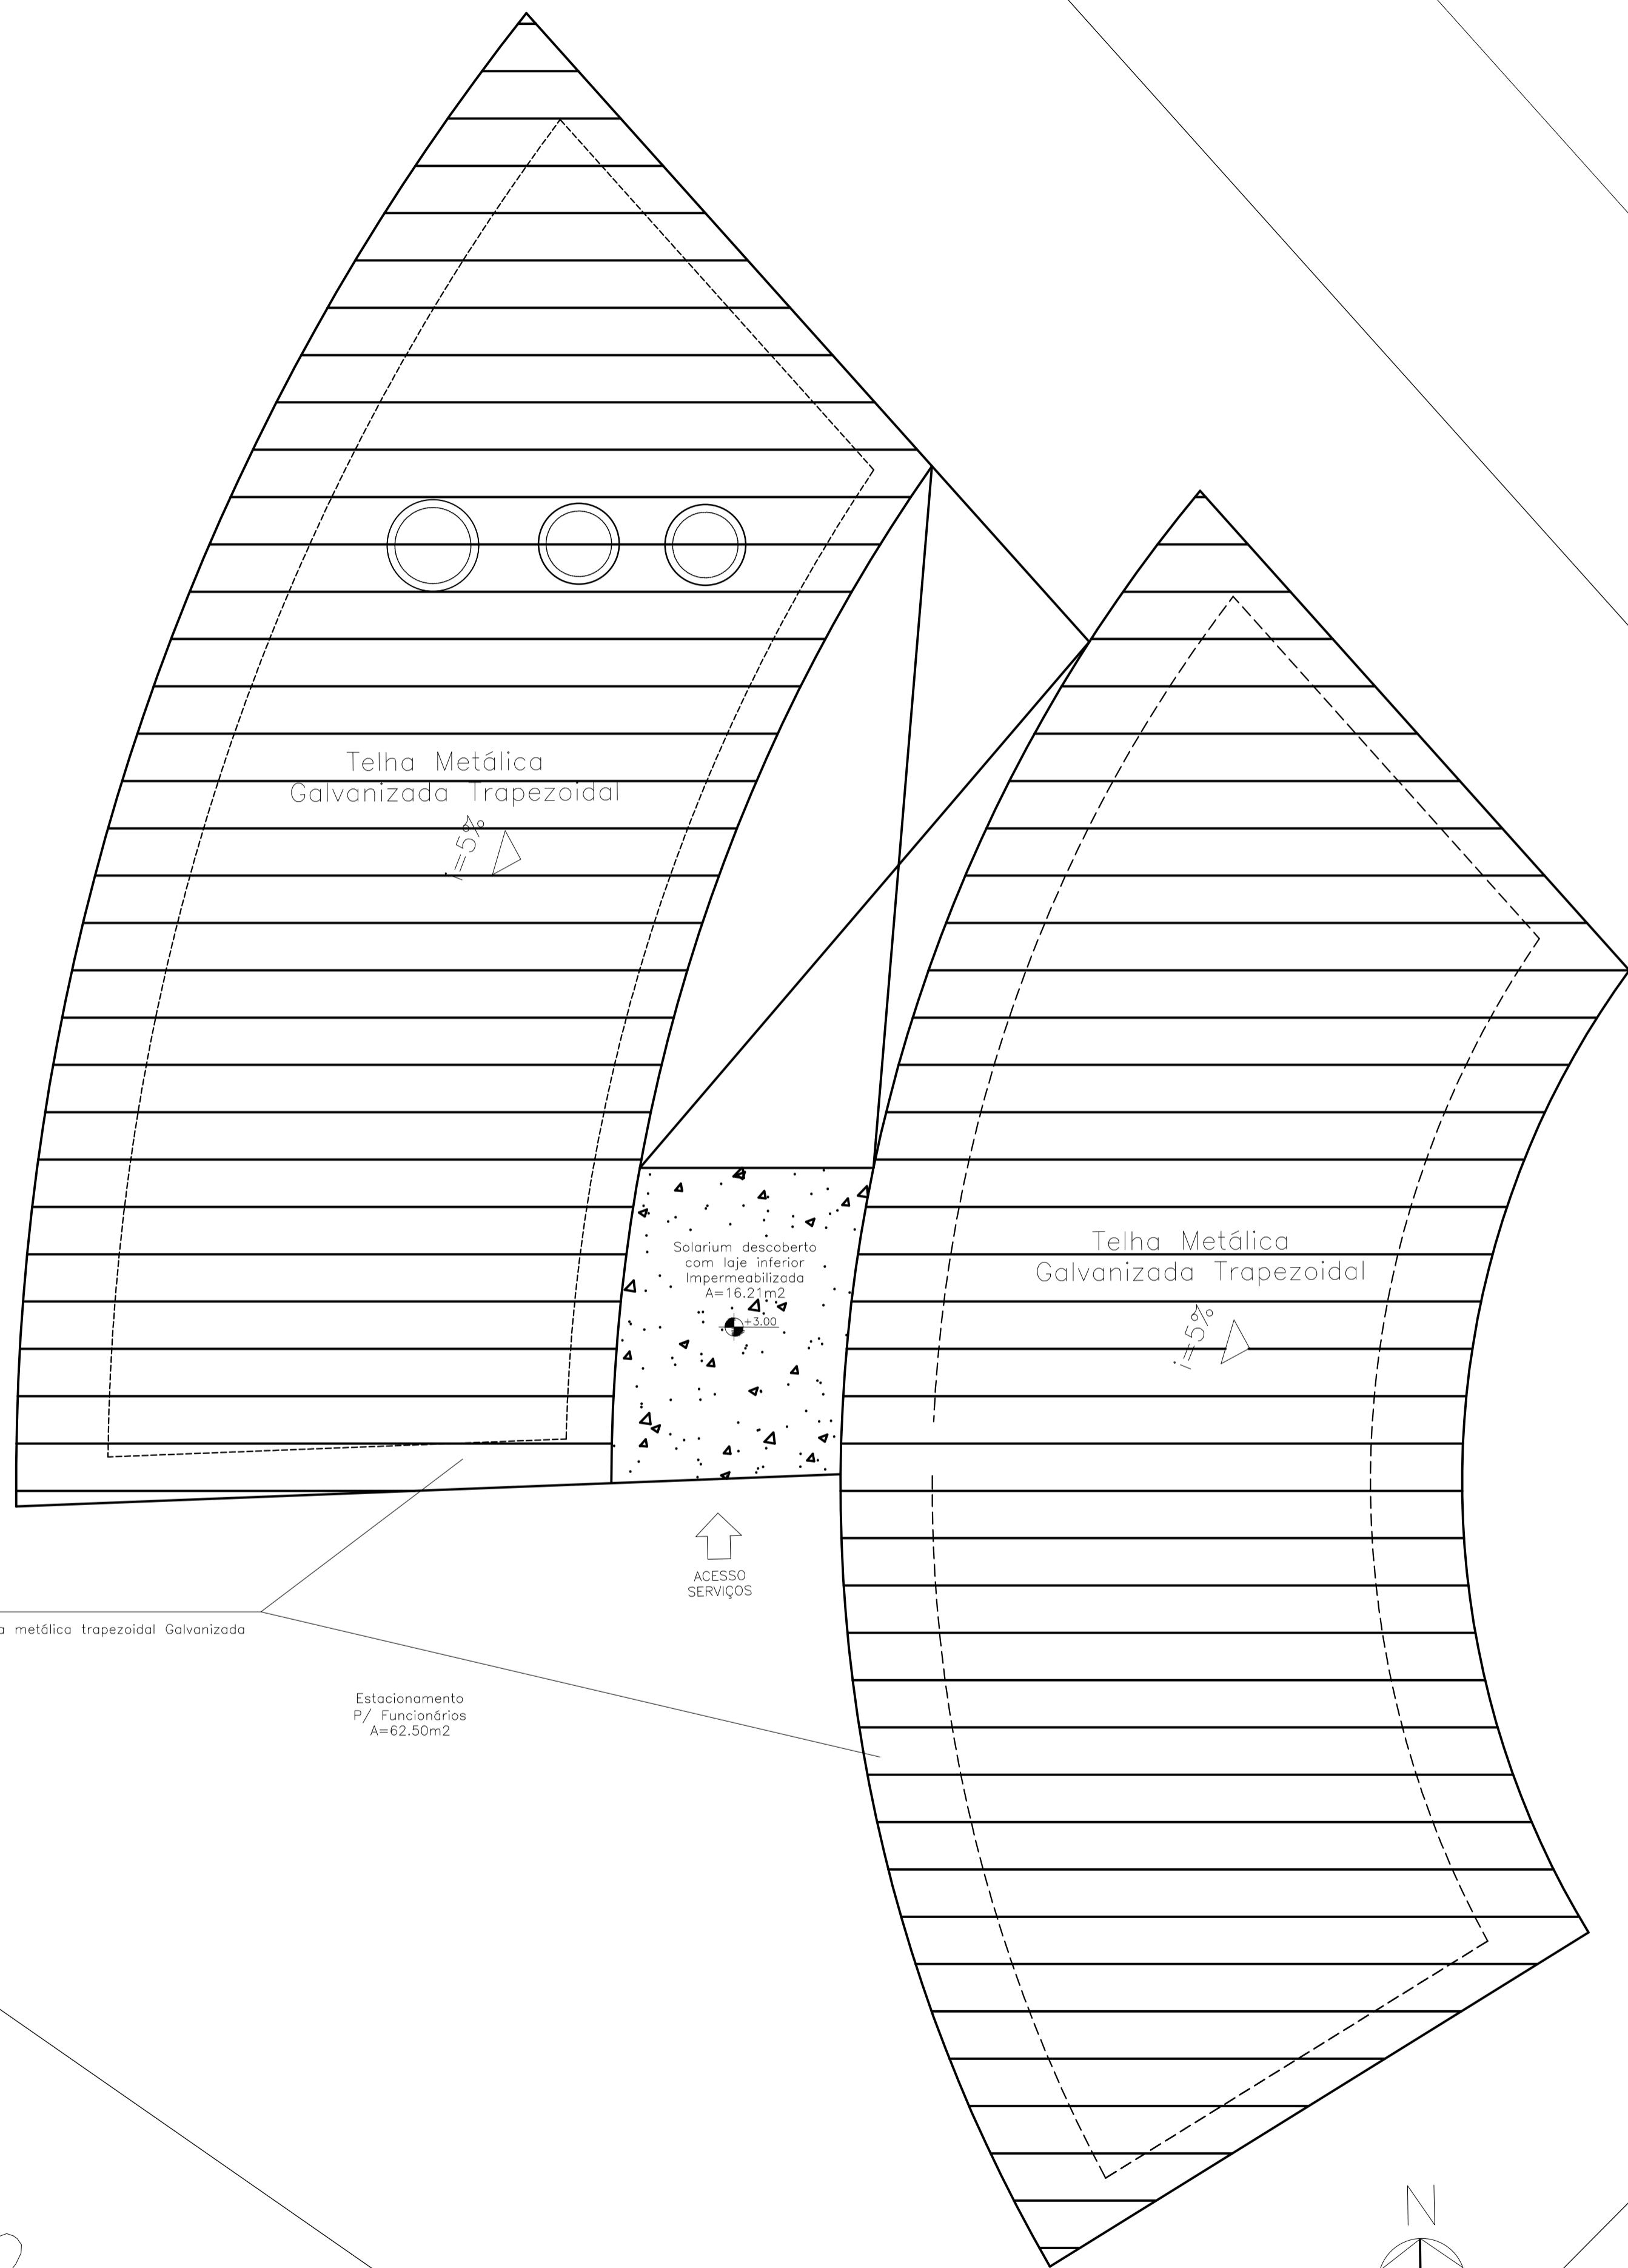 Telha Metálica
Galvanizada Trapezoidal
i=5%
Telha Metálica
Galvanizada Trapezoidal
i=5%
Solarium descoberto
com laje inferior
Impermeabilizada
A=16.21m2
+3.00
ACESSO
SERVIÇOS
a metálica trapezoidal Galvanizada
Estacionamento
P/ Funcionários
A=62.50m2
N